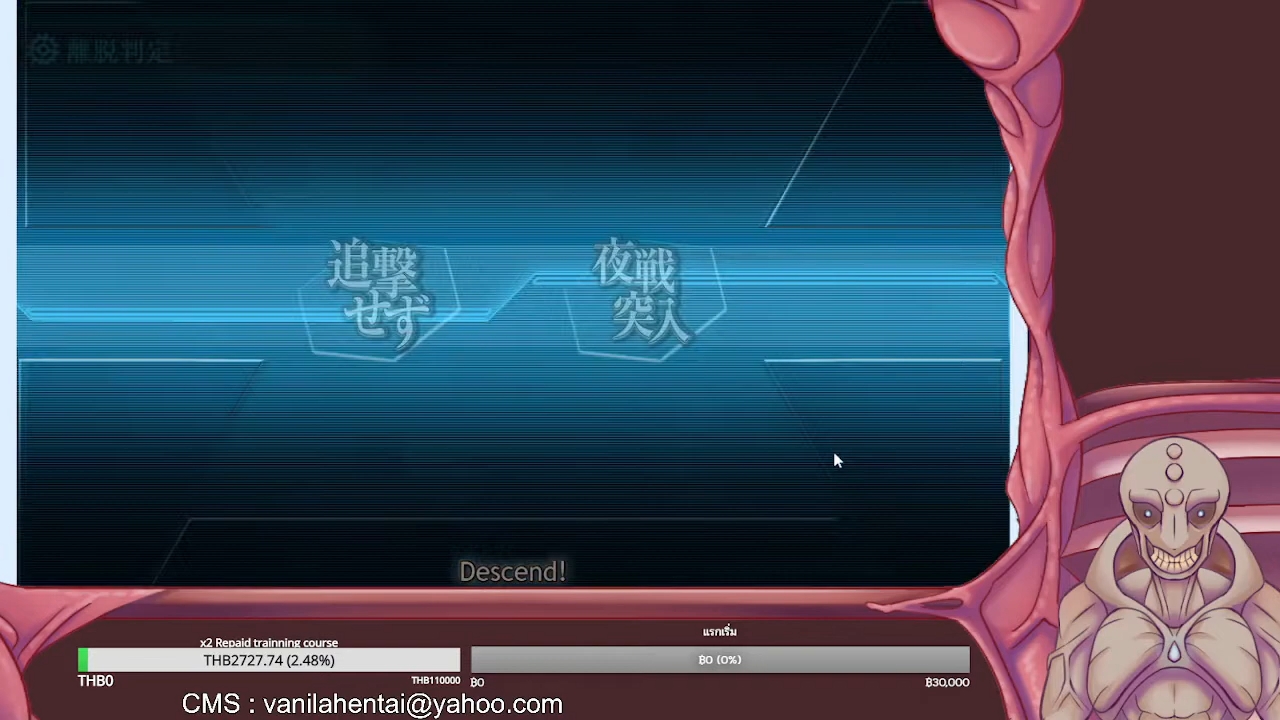 離脱判定
追撃
せず
夜戦
突入
Descend!
x2 Repaid trainning course
THB2727.74 (2.48%)
THB0
THB110000
แรกเริ่ม
฿0 (0%)
฿0
฿30,000
CMS : vanilahentai@yahoo.com